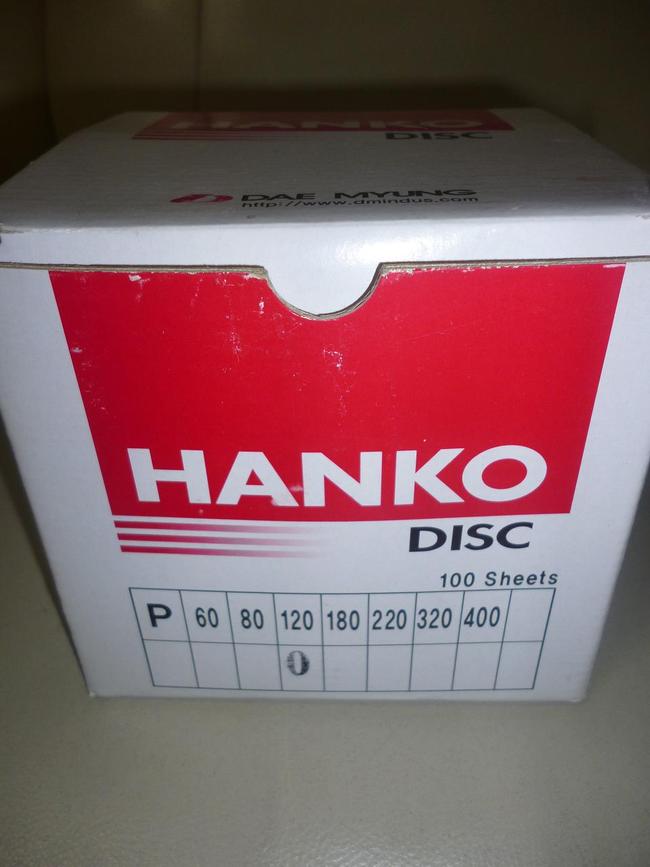 HANKO
DISC
DAE MYUNG
http://www.dmindus.com
HANKO
DISC
100 Sheets
P 60 80 120 180 220 320 400
0